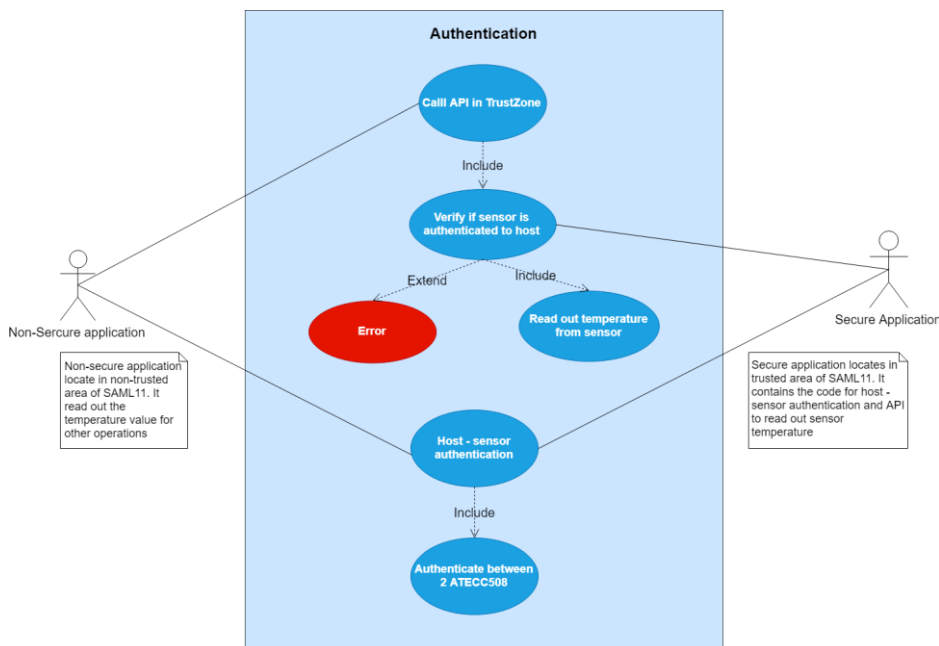 Authentication
Calll API in TrustZone
Include
Verify if sensor is
authenticated to host
Extend
Include
Error
Read out temperature
from sensor
Non-Sercure application
Secure Application
Non-secure application
locate in non-trusted
area of SAML11. It
read out the
temperature value for
other operations
Secure application locates in
trusted area of SAML11. It
contains the code for host -
sensor authentication and API
to read out sensor
temperature
Host - sensor
authentication
Include
Authenticate between
2 ATECC508